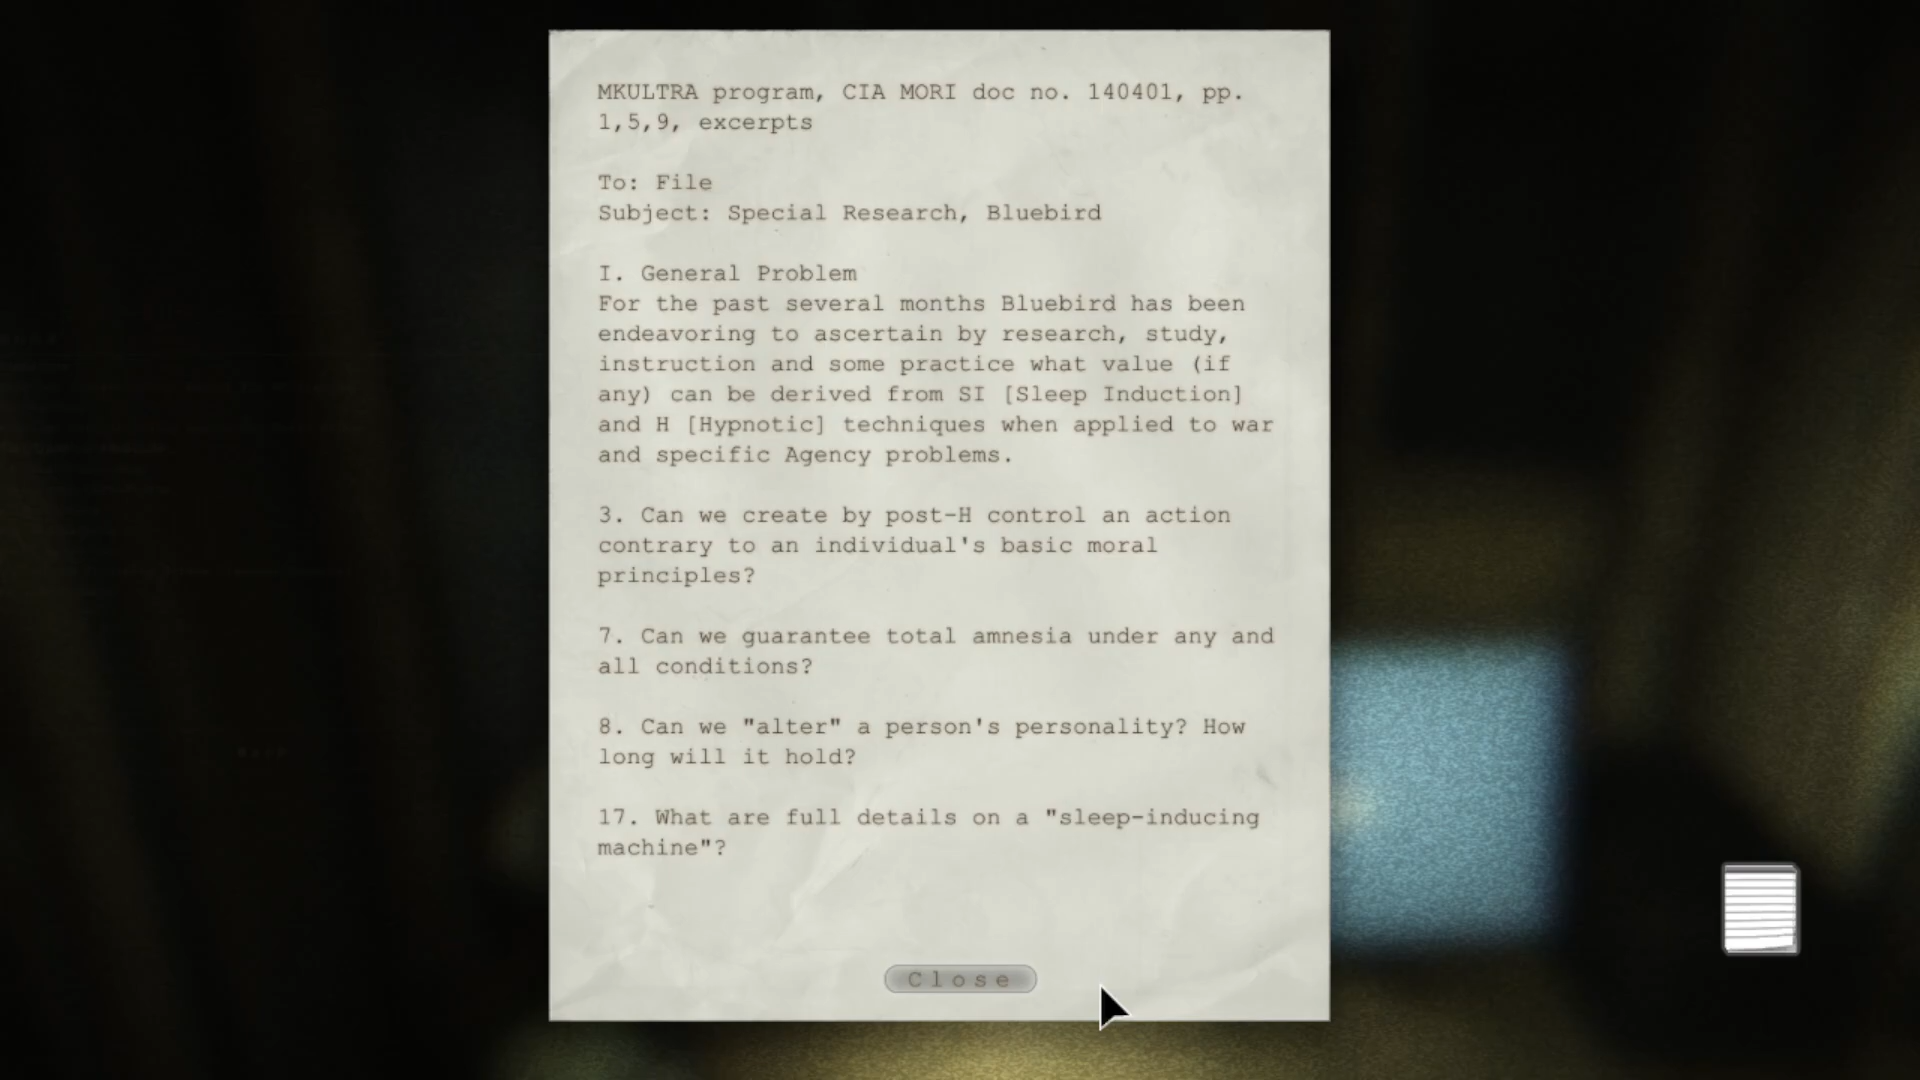 MKULTRA program, CIA MORI doc no. 140401, pp.
1,5,9, excerpts
To: File
Subject: Special Research, Bluebird
I. General Problem
For the past several months Bluebird has been
endeavoring to ascertain by research, study,
instruction and some practice what value (if
any) can be derived from SI [Sleep Induction]
and H [Hypnotic] techniques when applied to war
and specific Agency problems.
3. Can we create by post-H control an action
contrary to an individual's basic moral
principles?
7. Can we guarantee total amnesia under any and
all conditions?
8. Can we "alter" a person's personality? How
long will it hold?
17. What are full details on a "sleep-inducing
machine"?
Close